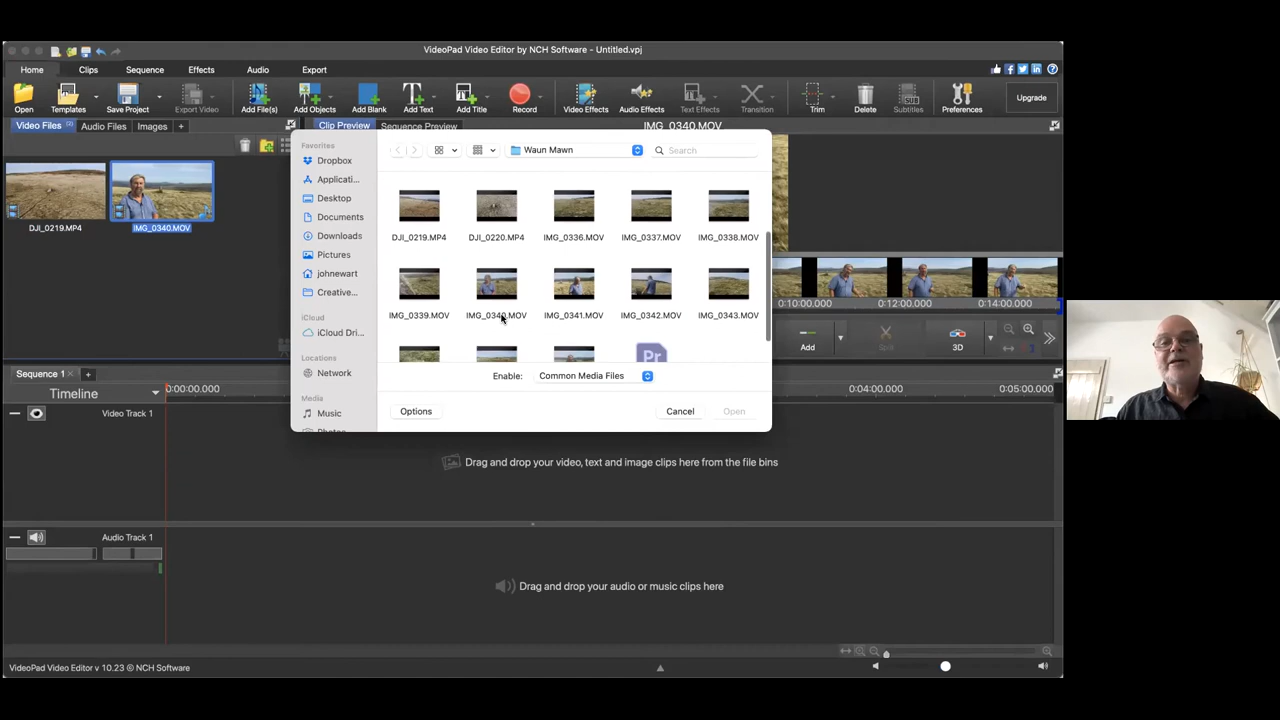 VideoPad Video Editor by NCH Software - Untitled.vpj
Home Clips Sequence Effects Audio Export
Open Templates Save Project Export Video Add File(s) Add Objects Add Blank Add Text Add Title Record Video Effects Audio Effects Text Effects Transition Trim Delete Subtitles Preferences Upgrade
Video Files Audio Files Images + Clip Preview Sequence Preview IMG_0340.MOV
DJI_0219.MP4 IMG_0340.MOV
Favorites
Dropbox
Applicati...
Desktop
Documents
Downloads
Pictures
johnewart
Creative...
iCloud
iCloud Dri...
Locations
Network
Media
Music
Waun Mawn Search
DJI_0219.MP4 DJI_0220.MP4 IMG_0336.MOV IMG_0337.MOV IMG_0338.MOV
IMG_0339.MOV IMG_0340.MOV IMG_0341.MOV IMG_0342.MOV IMG_0343.MOV
Pr
Enable: Common Media Files
Options Cancel Open
0:10:00.000 0:12:00.000 0:14:00.000
Add Split 3D
Sequence 1 +
Timeline 0:00:00.000 0:04:00.000 0:05:00.000
Video Track 1
Drag and drop your video, text and image clips here from the file bins
Audio Track 1
Drag and drop your audio or music clips here
VideoPad Video Editor v 10.23 © NCH Software